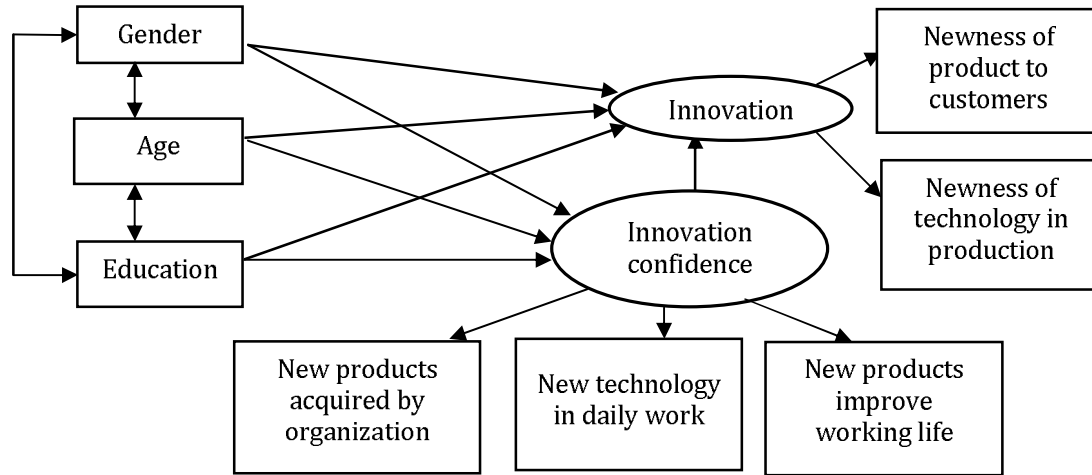 Gender
Age
Education
Innovation
Innovation
confidence
Newness of
product to
customers
Newness of
technology in
production
New products
acquired by
organization
New technology
in daily work
New products
improve
working life